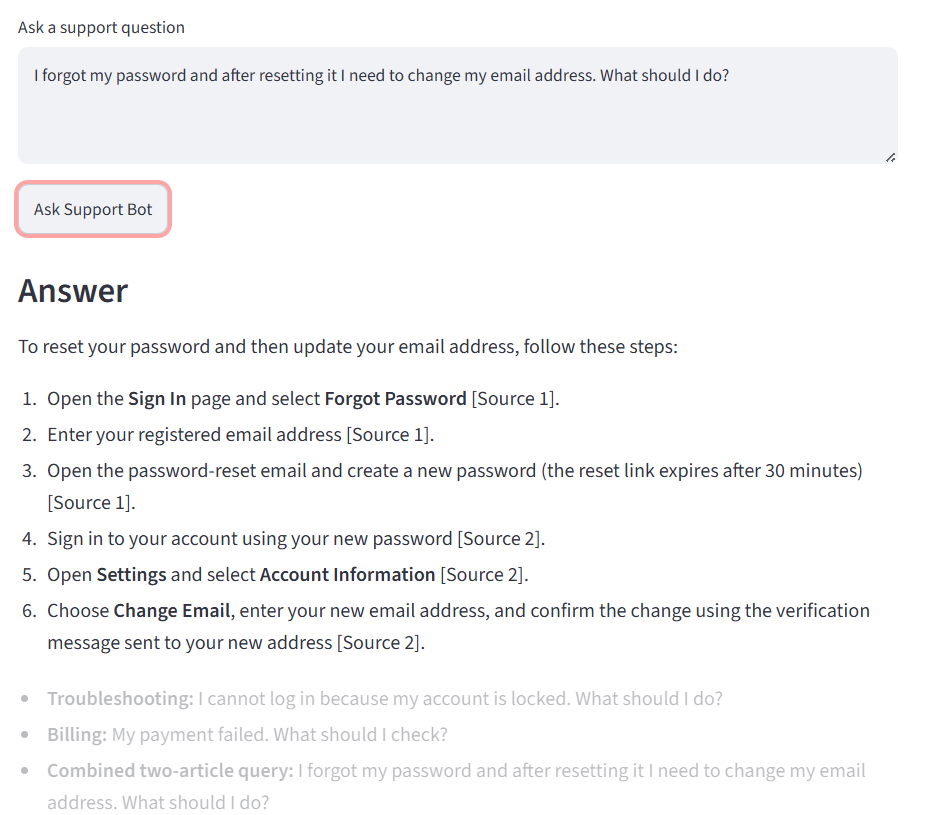 Ask a support question
I forgot my password and after resetting it I need to change my email address. What should I do?
Ask Support Bot
Answer
To reset your password and then update your email address, follow these steps:
1. Open the Sign In page and select Forgot Password [Source 1].
2. Enter your registered email address [Source 1].
3. Open the password-reset email and create a new password (the reset link expires after 30 minutes)
[Source 1].
4. Sign in to your account using your new password [Source 2].
5. Open Settings and select Account Information [Source 2].
6. Choose Change Email, enter your new email address, and confirm the change using the verification
message sent to your new address [Source 2].
• Troubleshooting: I cannot log in because my account is locked. What should I do?
• Billing: My payment failed. What should I check?
• Combined two-article query: I forgot my password and after resetting it I need to change my email
address. What should I do?